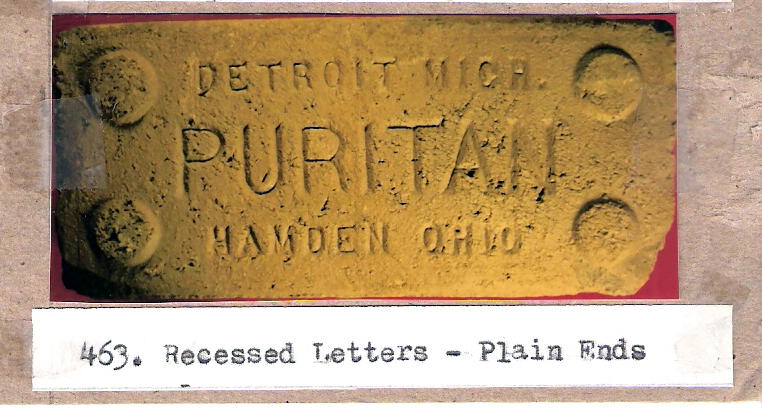 DETROIT MICH.
PURITAN
HAMDEN OHIO
463. Recessed Letters - Plain Ends